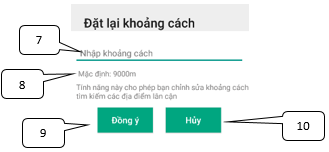 Đặt lại khoảng cách
7
Nhập khoảng cách
8
Mặc định: 9000m
Tính năng này cho phép bạn chỉnh sửa khoảng cách
tìm kiếm các địa điểm lân cận
9
Đồng ý
Hủy
10